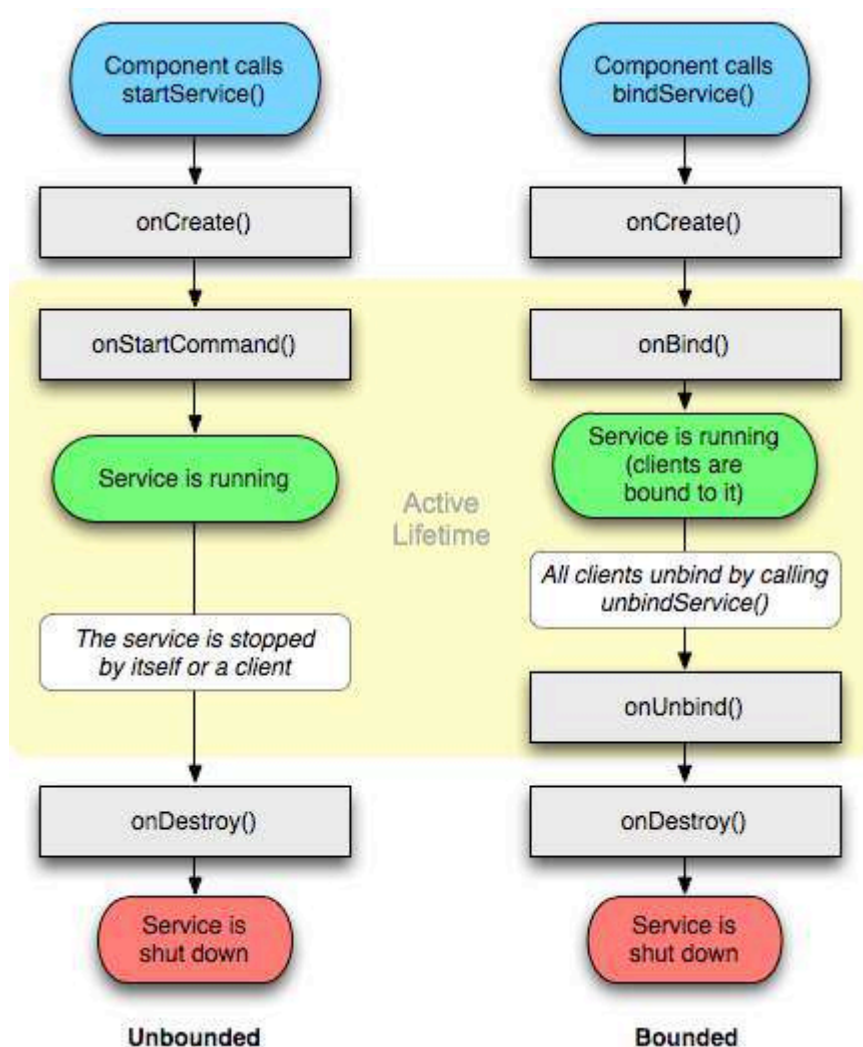 Component calls
startService()
onCreate()
onStartCommand()
Service is running
The service is stopped
by itself or a client
onDestroy()
Service is
shut down
Unbounded
Active
Lifetime
Component calls
bindService()
onCreate()
onBind()
Service is running
(clients are
bound to it)
All clients unbind by calling
unbindService()
onUnbind()
onDestroy()
Service is
shut down
Bounded